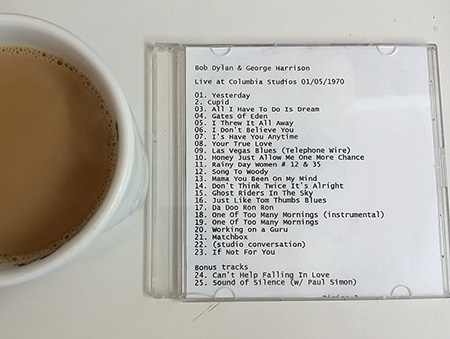 Bob Dylan & George Harrison
Live at Columbia Studios 01/05/1970
01. Yesterday
2. Cupid
03. All I Have To Do Is Dream
04. Gates Of Eden
05. I Threw It All Away
06. I Don't Believe You
07. I's Have You Anytime
08. Your True Love
09. Las Vegas Blues (Telephone Wire)
10. Honey Just Allow Me One More Chance
11. Rainy Day Women # 12 & 35
12. Song To Woody
13. Mama You Been On My Mind
14. Don't Think Twice It's Alright
15. Ghost Riders In The Sky
16. Just Like Tom Thumbs Blues
17. Da Doo Ron Ron
18. One Of Too Many Mornings (instrumental)
19. One Of Too Many Mornings
20. Working on a Guru
21. Matchbox
22. (studio conversation)
23. If Not For You
Bonus tracks
24. Can't Help Falling In Love
25. Sound of Silence (w/ Paul Simon)